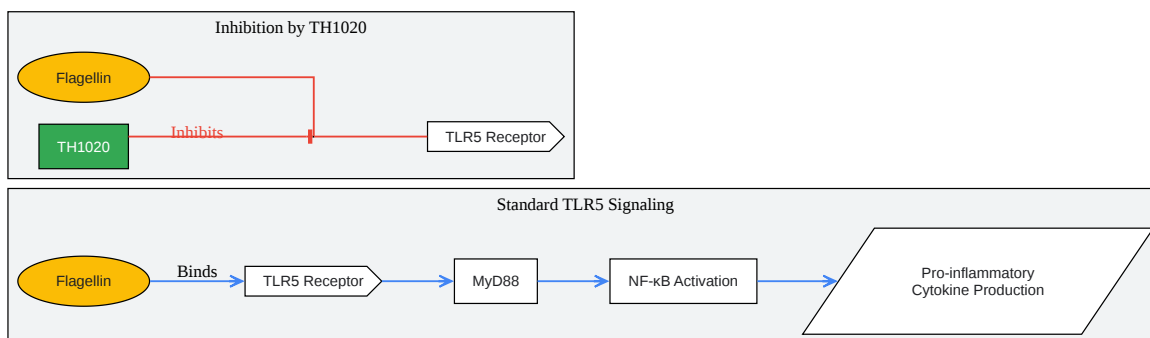 Inhibition by TH1020
Flagellin
TH1020
Inhibits
TLR5 Receptor
Standard TLR5 Signaling
Flagellin
Binds
TLR5 Receptor
MyD88
NF-κB Activation
Pro-inflammatory
Cytokine Production